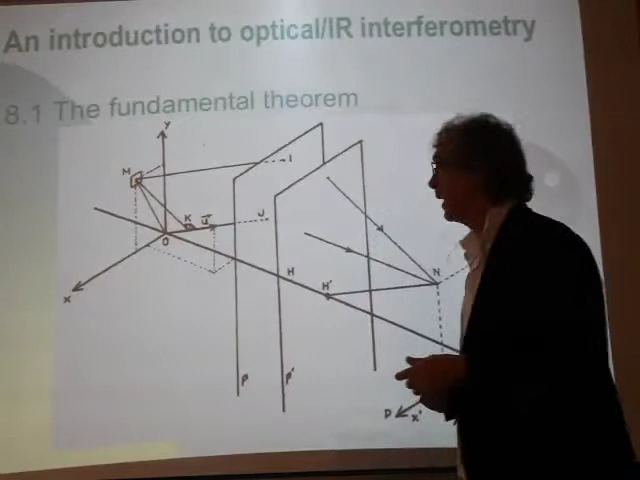 An introduction to optical/IR interferometry
8.1 The fundamental theorem
Y
M
I
K
J
O
H
H'
N
X
P
P'
P
X'